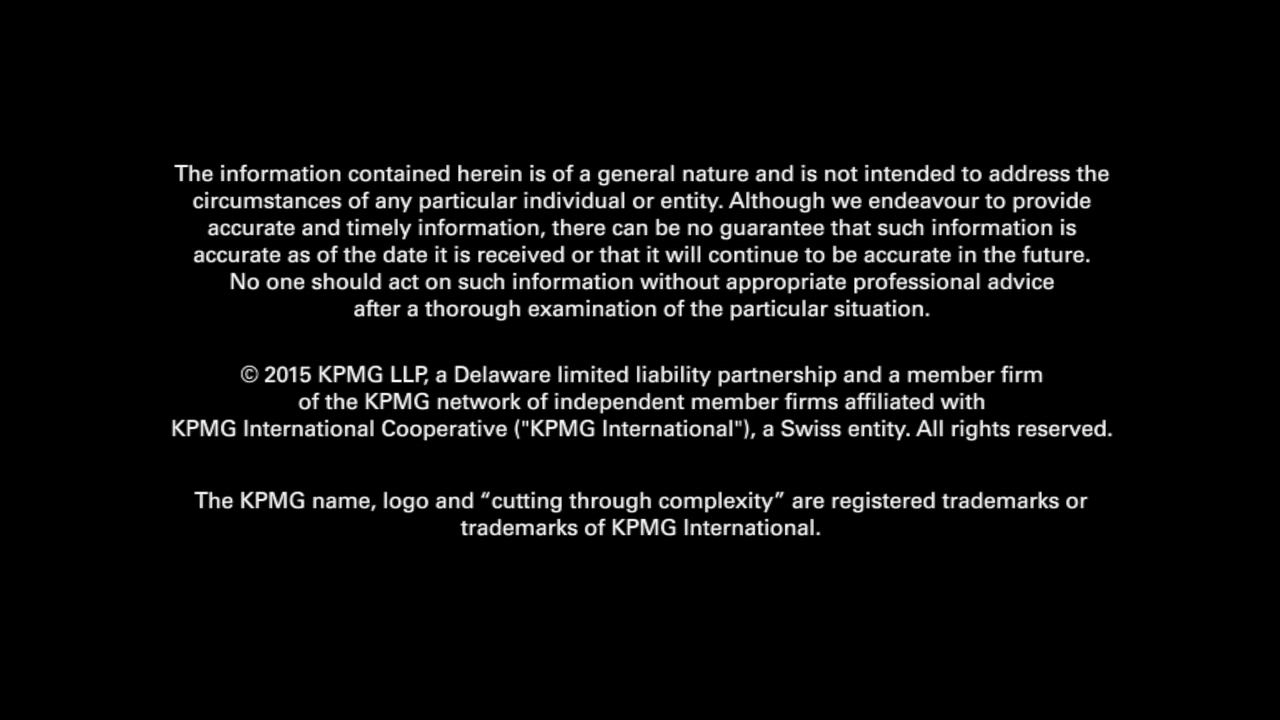 The information contained herein is of a general nature and is not intended to address the
circumstances of any particular individual or entity. Although we endeavour to provide
accurate and timely information, there can be no guarantee that such information is
accurate as of the date it is received or that it will continue to be accurate in the future.
No one should act on such information without appropriate professional advice
after a thorough examination of the particular situation.
© 2015 KPMG LLP, a Delaware limited liability partnership and a member firm
of the KPMG network of independent member firms affiliated with
KPMG International Cooperative ("KPMG International"), a Swiss entity. All rights reserved.
The KPMG name, logo and “cutting through complexity” are registered trademarks or
trademarks of KPMG International.